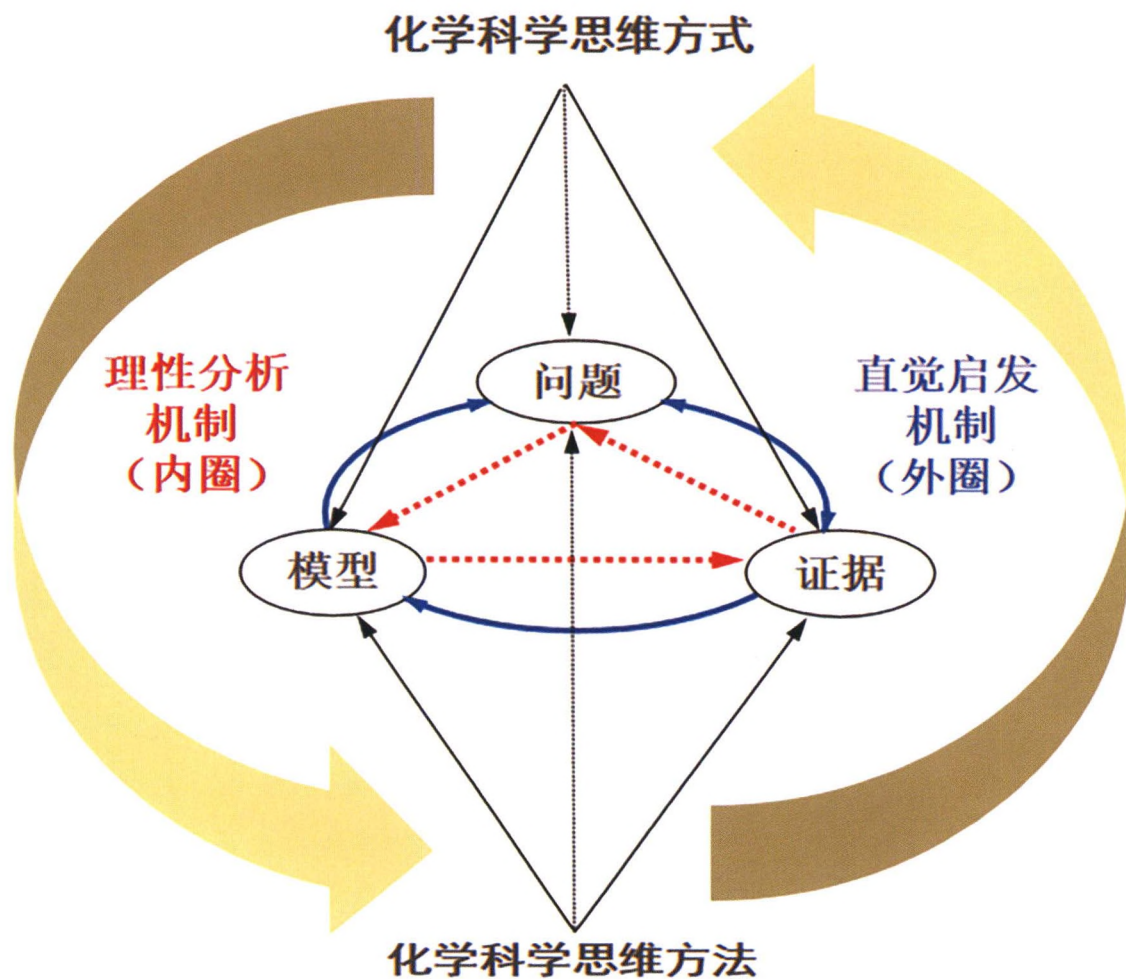 化学科学思维方式
理性分析
机制
（内圈）
问题
直觉启发
机制
（外圈）
模型
证据
化学科学思维方法